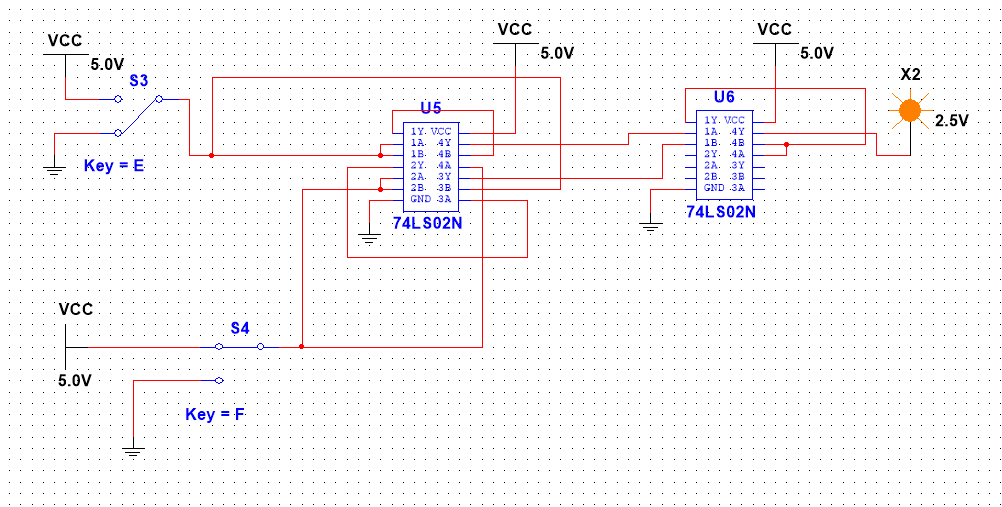 VCC
5.0V
S3
Key = E
VCC
5.0V
U5
1Y VCC
1A 4Y
1B 4B
2Y 4A
2A 3Y
2B 3B
GND 3A
74LS02N
VCC
5.0V
U6
1Y VCC
1A 4Y
1B 4B
2Y 4A
2A 3Y
2B 3B
GND 3A
74LS02N
X2
2.5V
VCC
5.0V
S4
Key = F